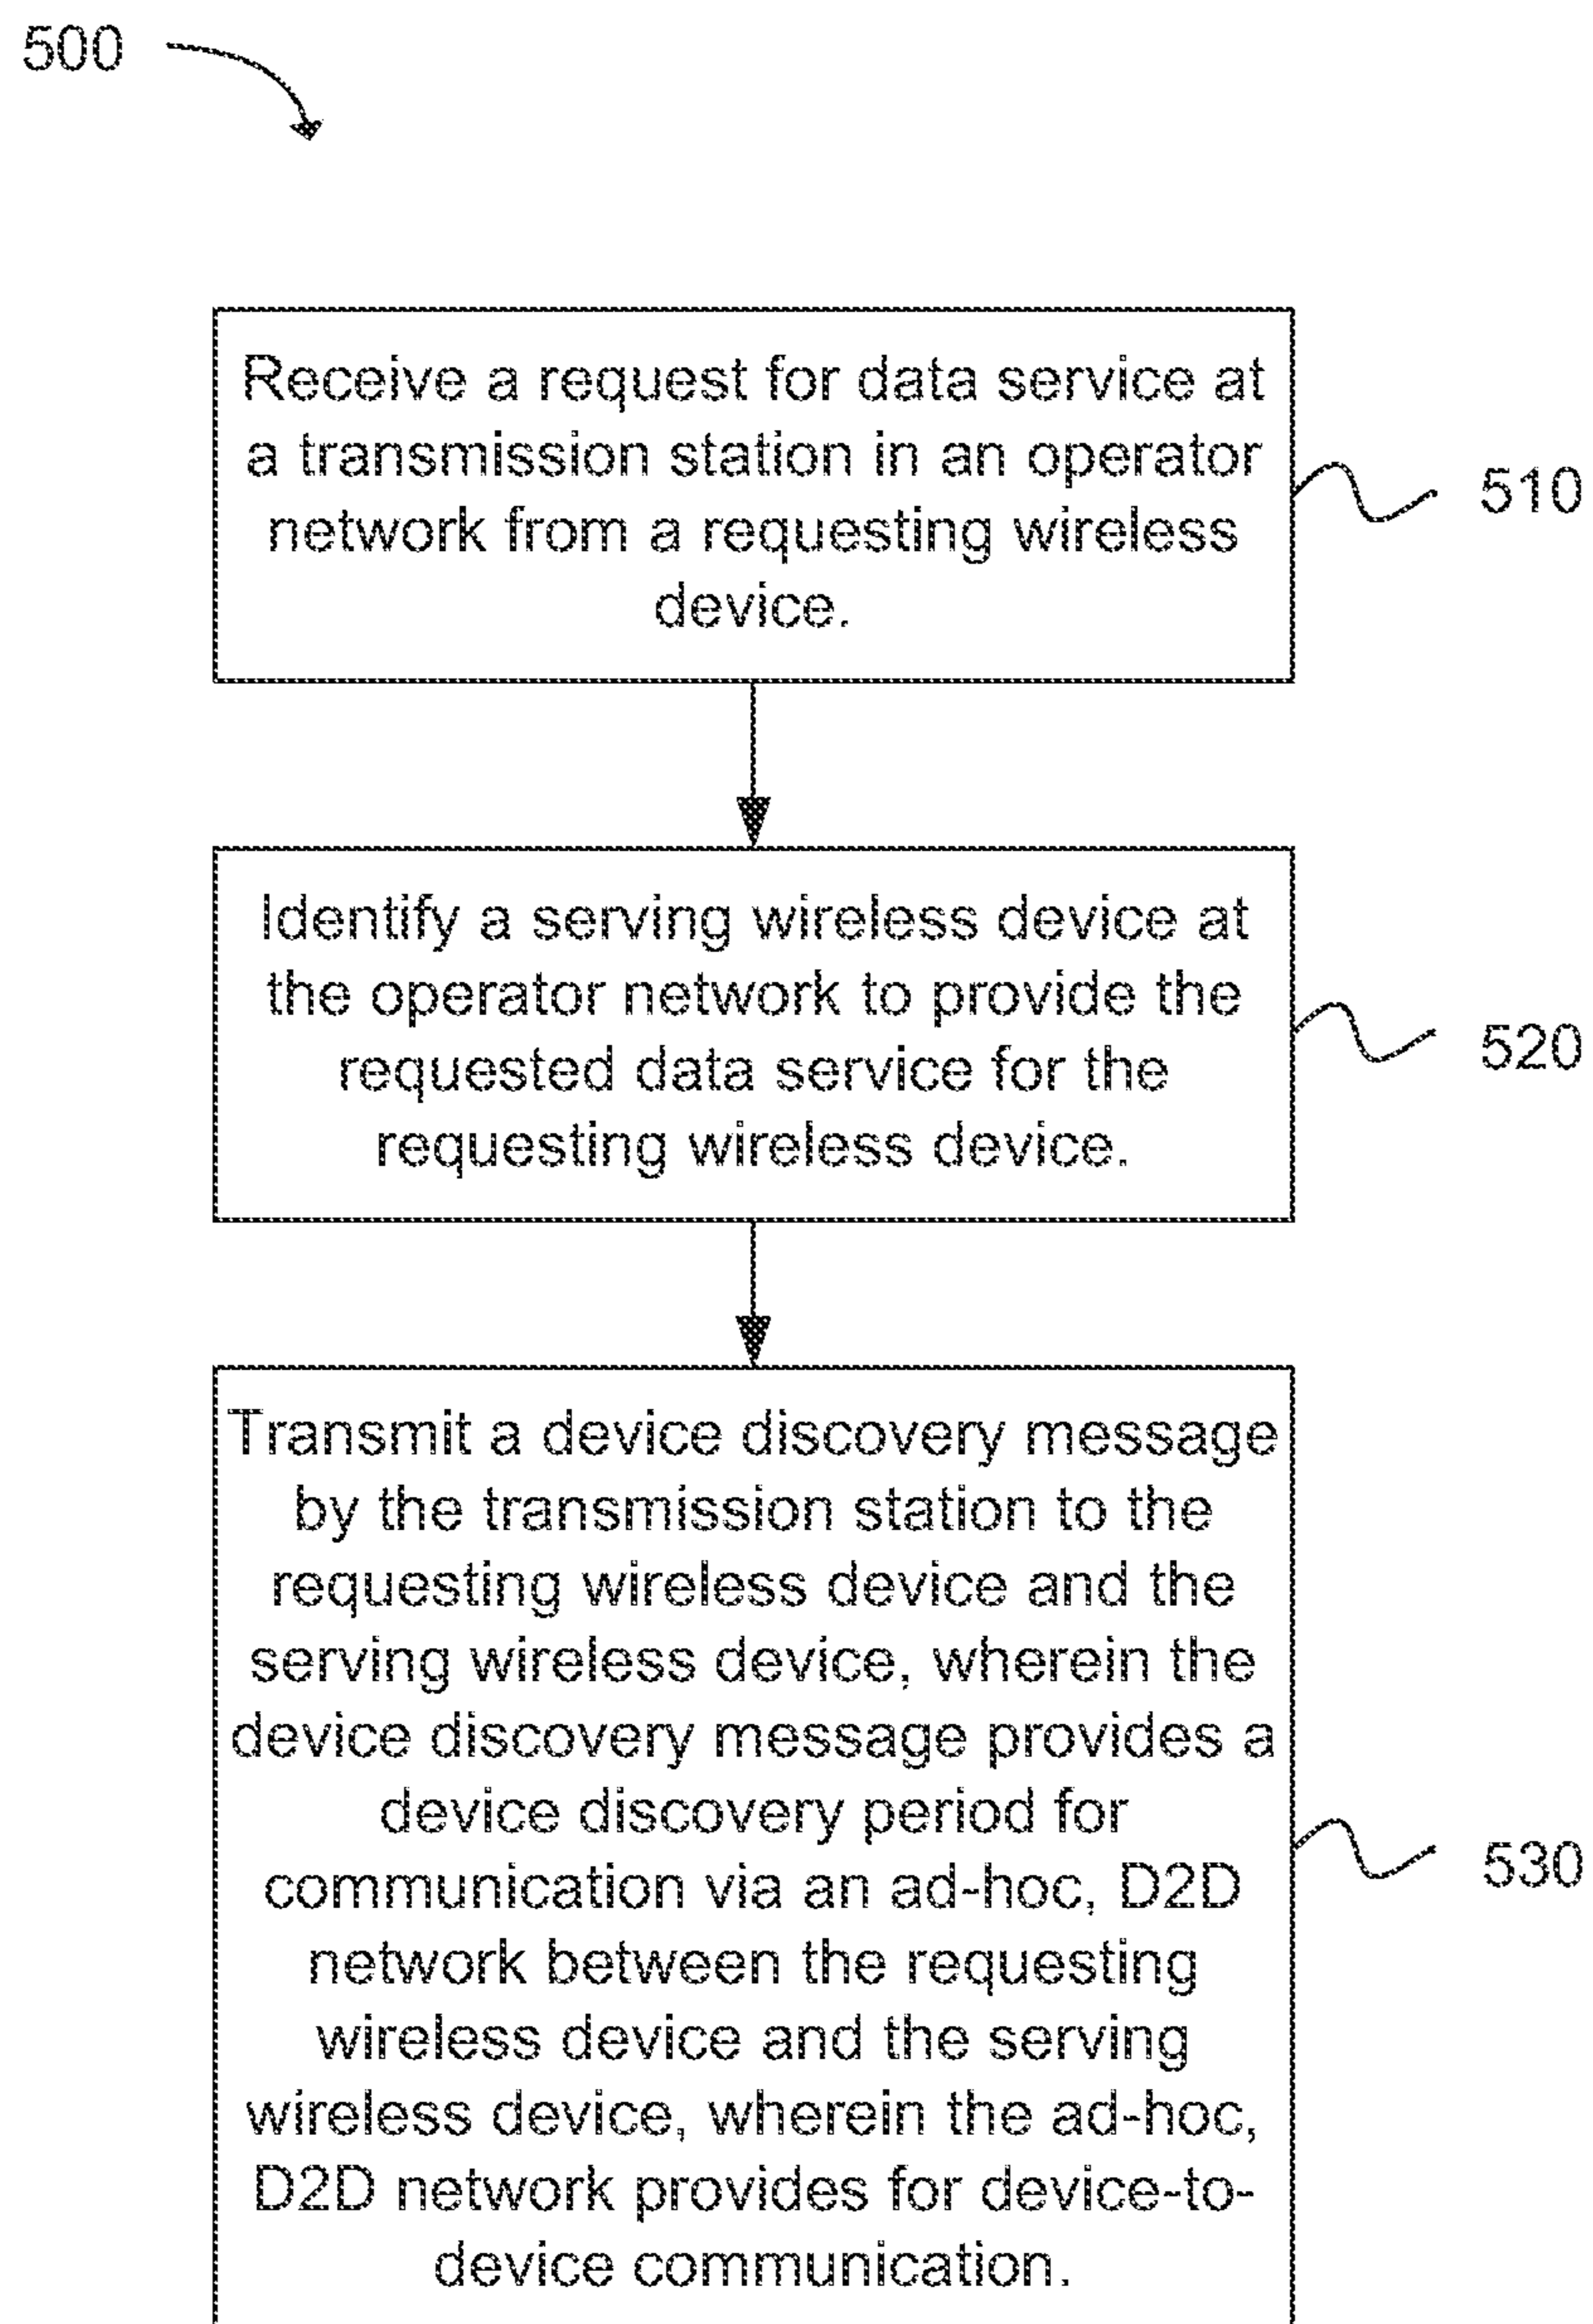 500
Receive a request for data service at
a transmission station in an operator
network from a requesting wireless
device.
510
Identify a serving wireless device at
the operator network to provide the
requested data service for the
requesting wireless device.
520
Transmit a device discovery message
by the transmission station to the
requesting wireless device and the
serving wireless device, wherein the
device discovery message provides a
device discovery period for
communication via an ad-hoc, D2D
network between the requesting
wireless device and the serving
wireless device, wherein the ad-hoc,
D2D network provides for device-to-
device communication.
530